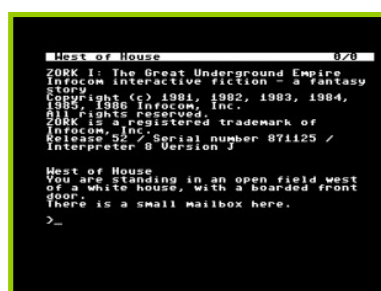 West of House 0/0
ZORK I: The Great Underground Empire
Infocom interactive fiction - a fantasy
story
Copyright (c) 1981, 1982, 1983, 1984,
1985, 1986 Infocom, Inc.
All rights reserved.
ZORK is a registered trademark of
Infocom, Inc.
Release 52 / Serial number 871125 /
Interpreter 8 Version J
West of House
You are standing in an open field west
of a white house, with a boarded front
door.
There is a small mailbox here.
>_